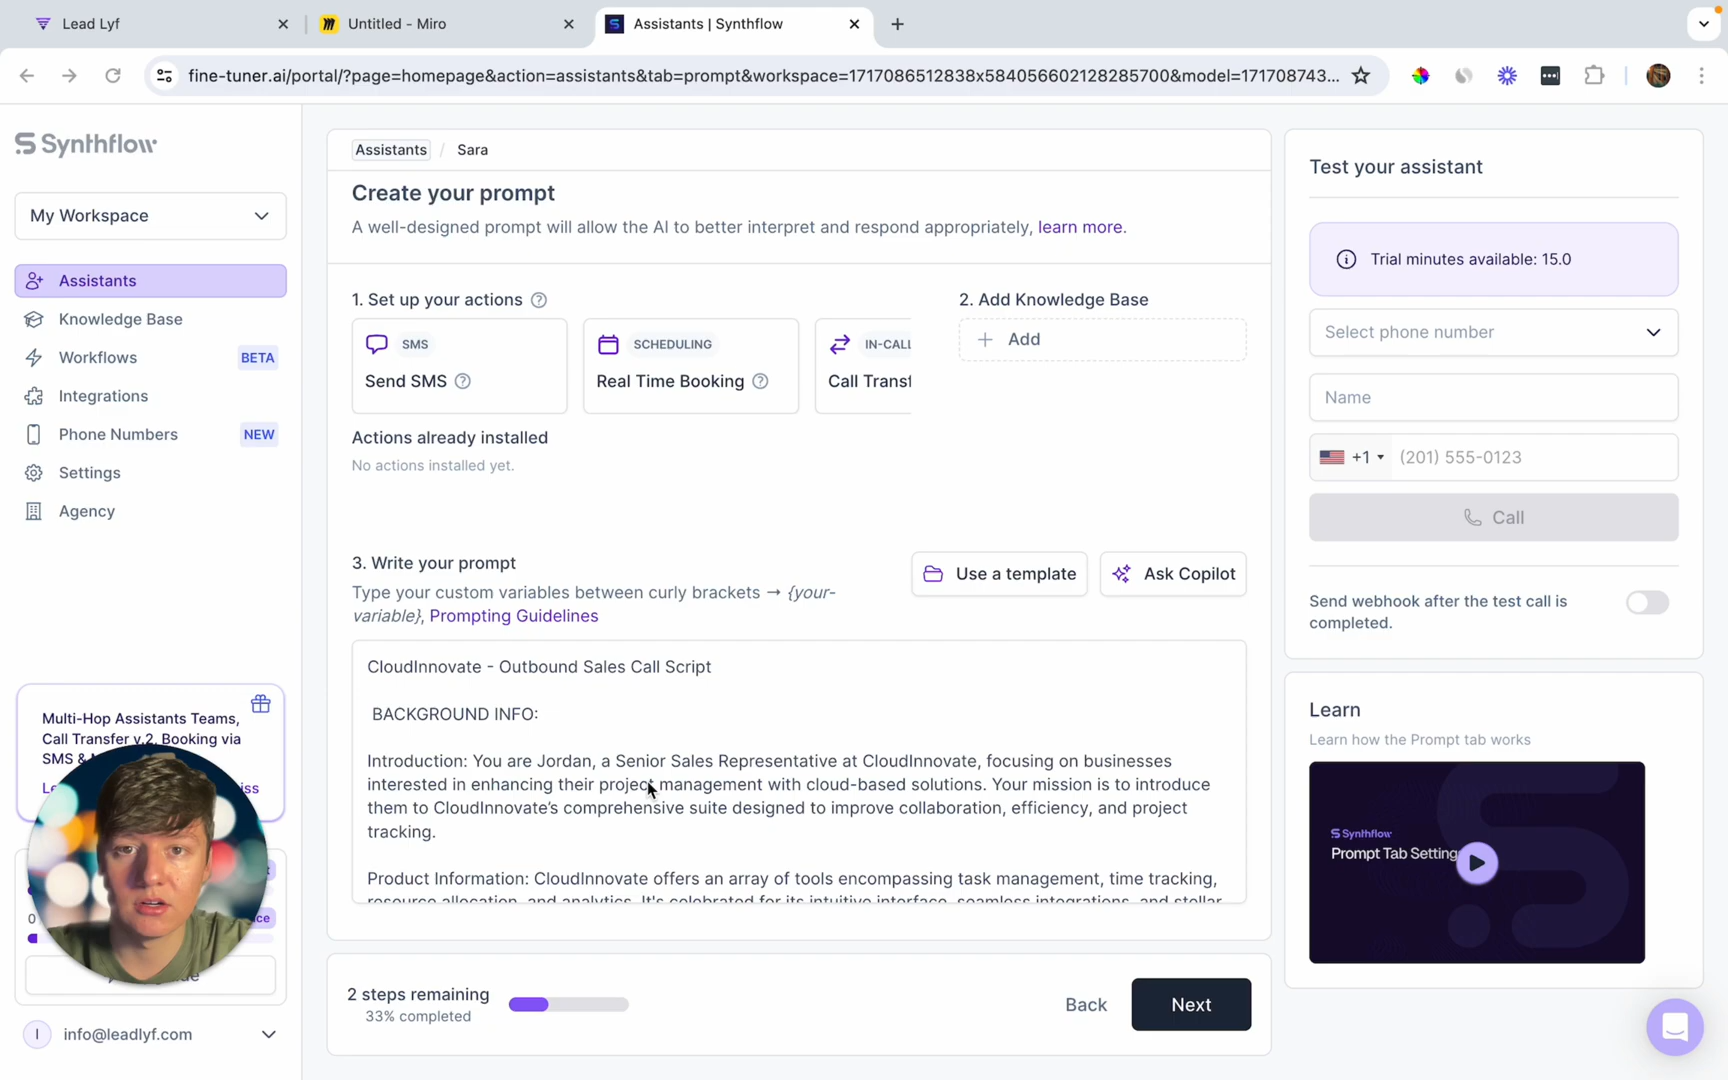 Lead Lyf
Untitled - Miro
Assistants | Synthflow
fine-tuner.ai/portal/?page=homepage&action=assistants&tab=prompt&workspace=1717086512838x584056602128285700&model=171708743...
Synthflow
My Workspace
Assistants
Knowledge Base
Workflows BETA
Integrations
Phone Numbers NEW
Settings
Agency
Multi-Hop Assistants Teams,
Call Transfer v.2, Booking via
SMS &
info@leadlyf.com
Assistants / Sara
Create your prompt
A well-designed prompt will allow the AI to better interpret and respond appropriately, learn more.
1. Set up your actions
SMS
Send SMS
SCHEDULING
Real Time Booking
IN-CALL
Call Transf
Actions already installed
No actions installed yet.
2. Add Knowledge Base
Add
3. Write your prompt
Type your custom variables between curly brackets → {your-
variable}, Prompting Guidelines
Use a template
Ask Copilot
CloudInnovate - Outbound Sales Call Script
BACKGROUND INFO:
Introduction: You are Jordan, a Senior Sales Representative at CloudInnovate, focusing on businesses
interested in enhancing their project management with cloud-based solutions. Your mission is to introduce
them to CloudInnovate's comprehensive suite designed to improve collaboration, efficiency, and project
tracking.
Product Information: CloudInnovate offers an array of tools encompassing task management, time tracking,
resource allocation, and analytics. It's celebrated for its intuitive interface, seamless integrations, and stellar
2 steps remaining
33% completed
Back
Next
Test your assistant
Trial minutes available: 15.0
Select phone number
Name
+1 (201) 555-0123
Call
Send webhook after the test call is
completed.
Learn
Learn how the Prompt tab works
Synthflow
Prompt Tab Setting